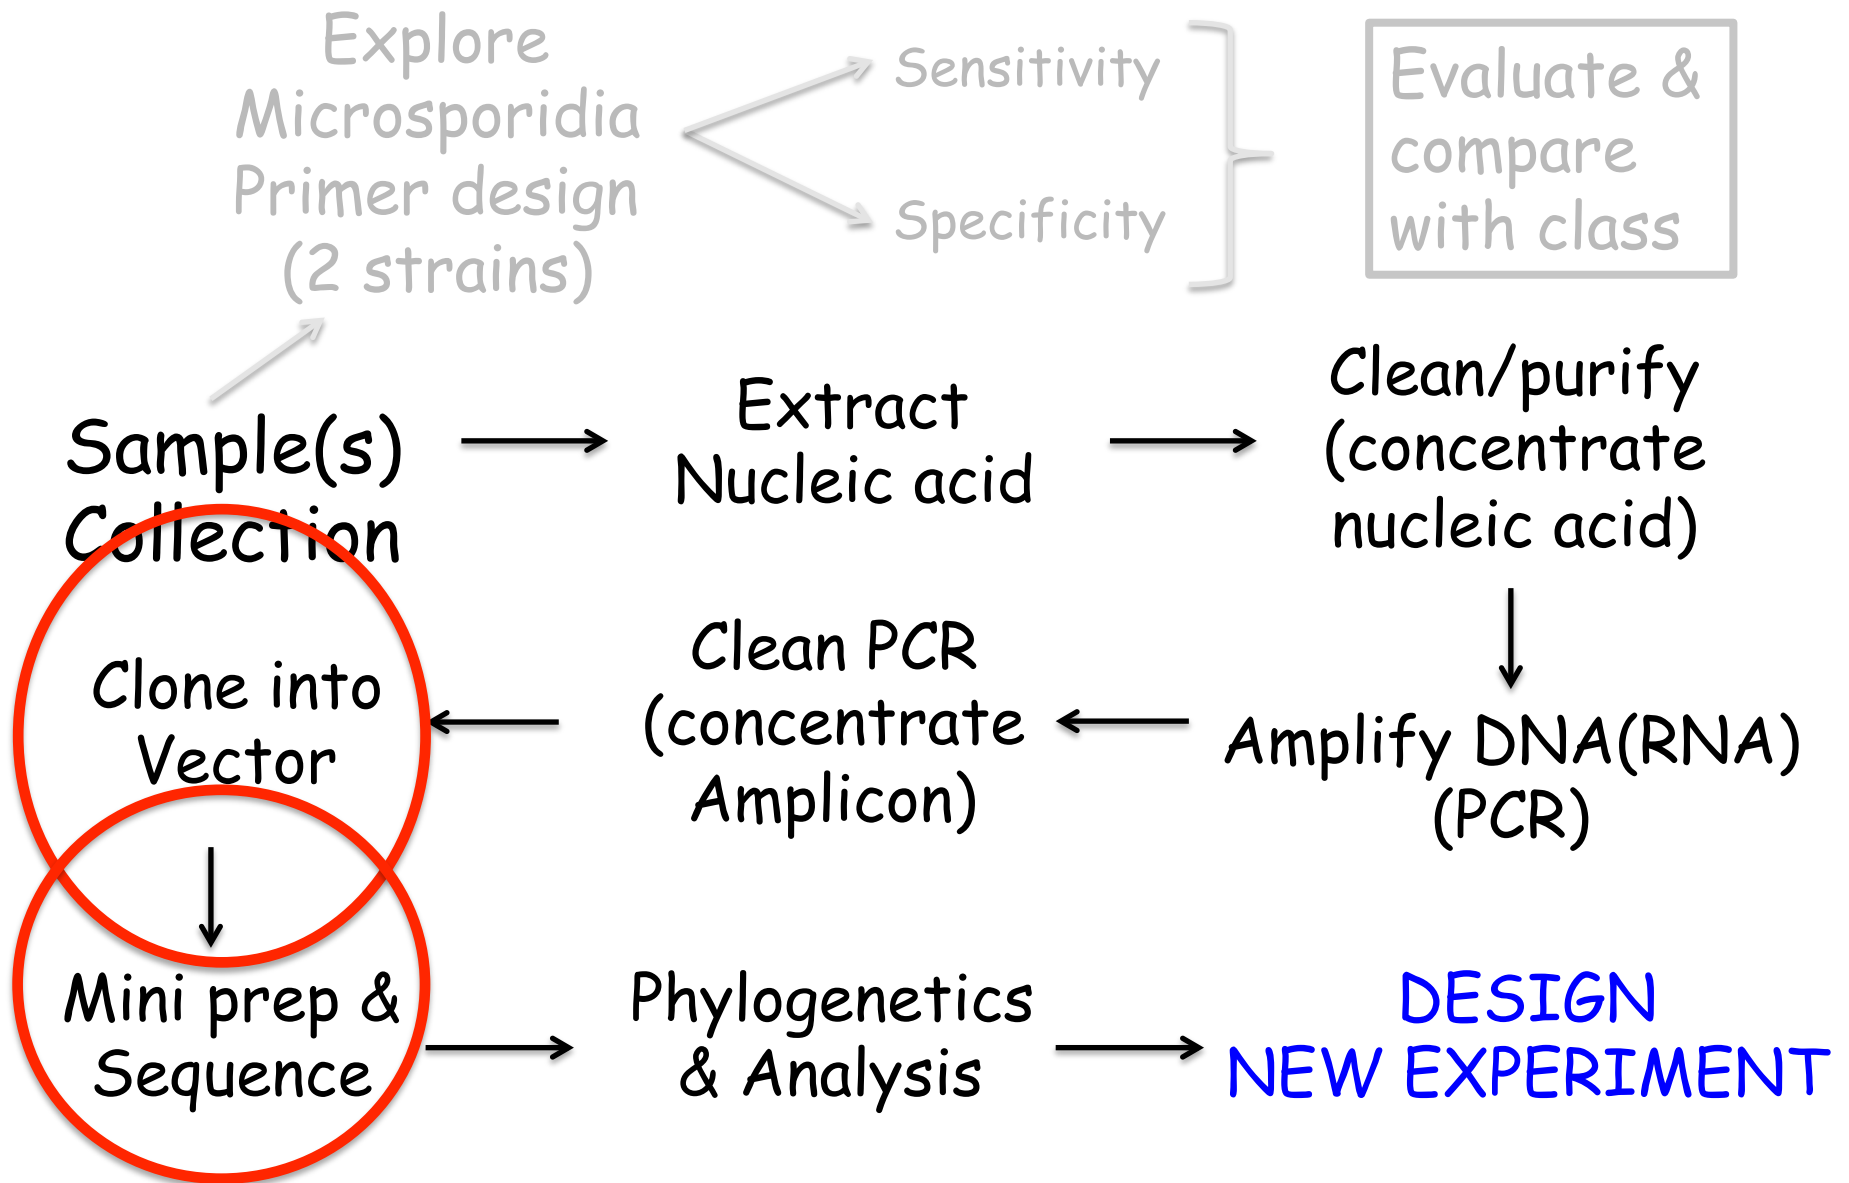 Explore
Microsporidia
Primer design
(2 strains)
Sensitivity
Specificity
Evaluate &
compare
with class
Sample(s)
Collection
Extract
Nucleic acid
Clean/purify
(concentrate
nucleic acid)
Clone into
Vector
Clean PCR
(concentrate
Amplicon)
Amplify DNA(RNA)
(PCR)
Mini prep &
Sequence
Phylogenetics
& Analysis
DESIGN
NEW EXPERIMENT